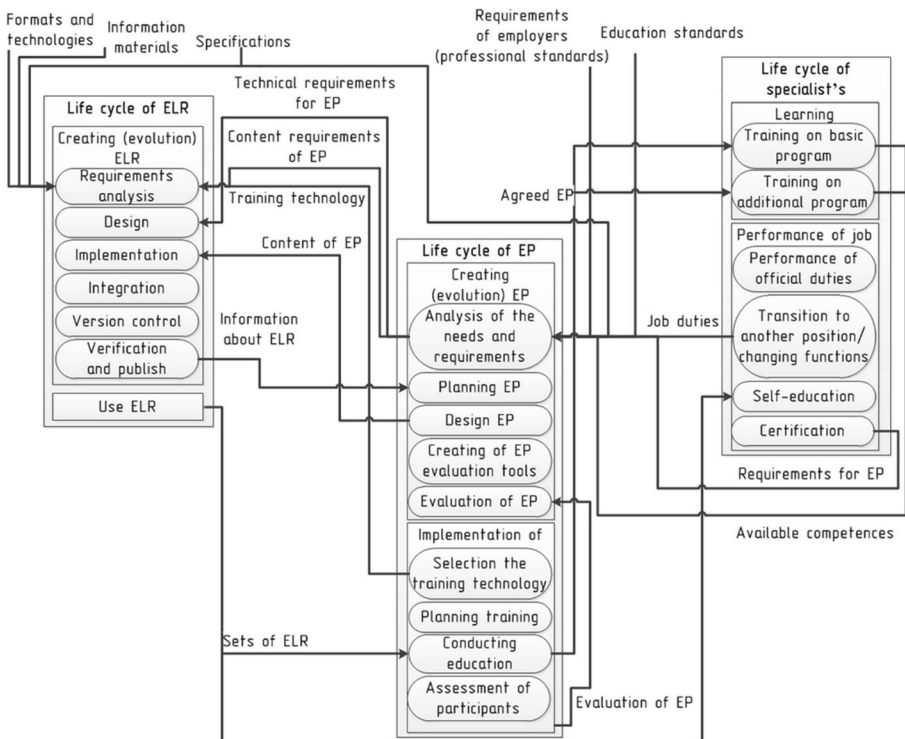 Formats and
technologies
Information
materials
Specifications
Requirements
of employers
(professional standards)
Education standards
Technical requirements
for EP
Content requirements
of EP
Training technology
Content of EP
Information
about ELR
Agreed EP
Job duties
Life cycle of ELR
Creating (evolution)
ELR
Requirements
analysis
Design
Implementation
Integration
Version control
Verification
and publish
Use ELR
Life cycle of EP
Creating
(evolution) EP
Analysis of the
needs and
requirements
Planning EP
Design EP
Creating of EP
evaluation tools
Evaluation of EP
Implementation of
Selection the
training technology
Planning training
Conducting
education
Assessment of
participants
Life cycle of
specialist's
Learning
Training on basic
program
Training on
additional program
Performance of job
Performance of
official duties
Transition to
another position/
changing functions
Self-education
Certification
Requirements for EP
Available competences
Sets of ELR
Evaluation of EP